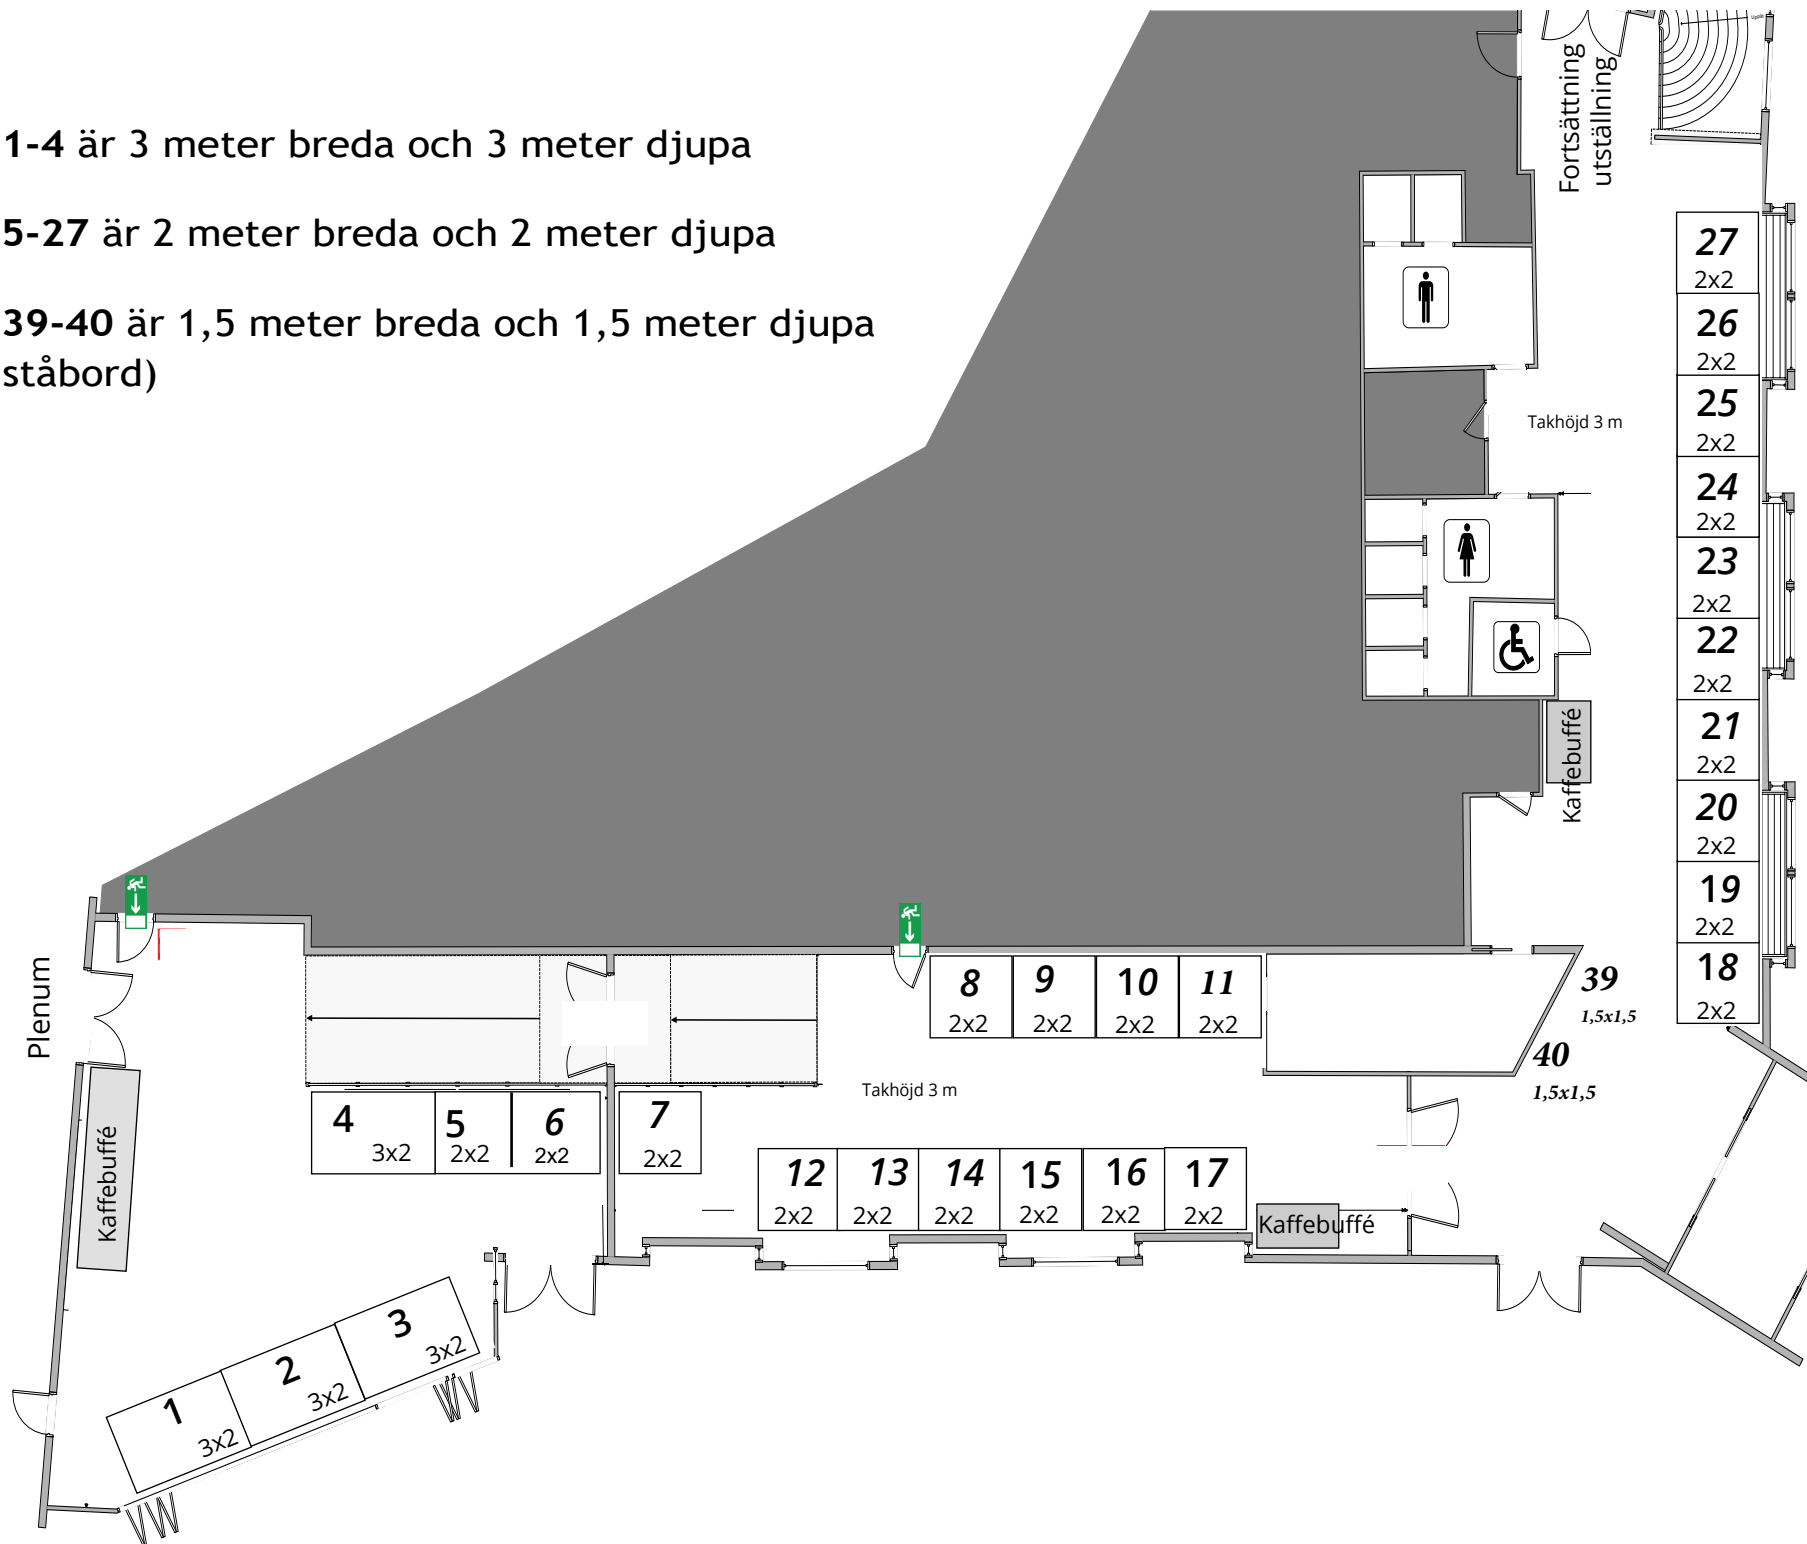 1-4 är 3 meter breda och 3 meter djupa
5-27 är 2 meter breda och 2 meter djupa
39-40 är 1,5 meter breda och 1,5 meter djupa
ståbord)
Fortsättning
utställning
27
2x2
26
2x2
25
2x2
Takhöjd 3 m
24
2x2
23
2x2
22
2x2
21
2x2
Kaffebuffé
20
2x2
19
2x2
18
2x2
39
1,5x1,5
40
1,5x1,5
Plenum
8
2x2
9
2x2
10
2x2
11
2x2
Takhöjd 3 m
4
3x2
5
2x2
6
2x2
7
2x2
12
2x2
13
2x2
14
2x2
15
2x2
16
2x2
17
2x2
Kaffebuffé
Kaffebuffé
3
3x2
2
3x2
1
3x2